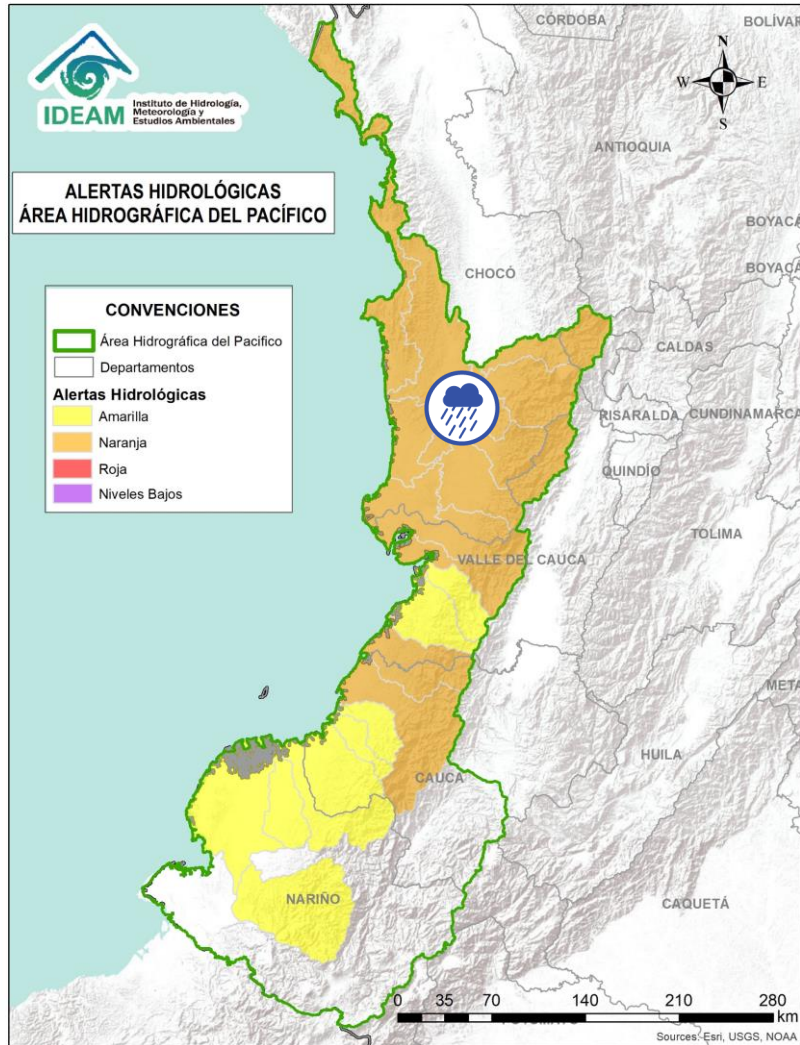 CÓRDOBA
BOLÍVAR
IDEAM
Instituto de Hidrología,
Meteorología y
Estudios Ambientales
N
W
E
S
ANTIOQUIA
ALERTAS HIDROLÓGICAS
ÁREA HIDROGRÁFICA DEL PACÍFICO
BOYACÁ
BOYACÁ
CHOCÓ
CONVENCIONES
Área Hidrográfica del Pacifico
Departamentos
Alertas Hidrológicas
Amarilla
Naranja
Roja
Niveles Bajos
CALDAS
RISARALDA
CUNDINAMARCA
QUINDÍO
TOLIMA
VALLE DEL CAUCA
META
HUILA
CAUCA
NARIÑO
CAQUETÁ
0 35 70 140 210 280
km
Sources: Esri, USGS, NOAA